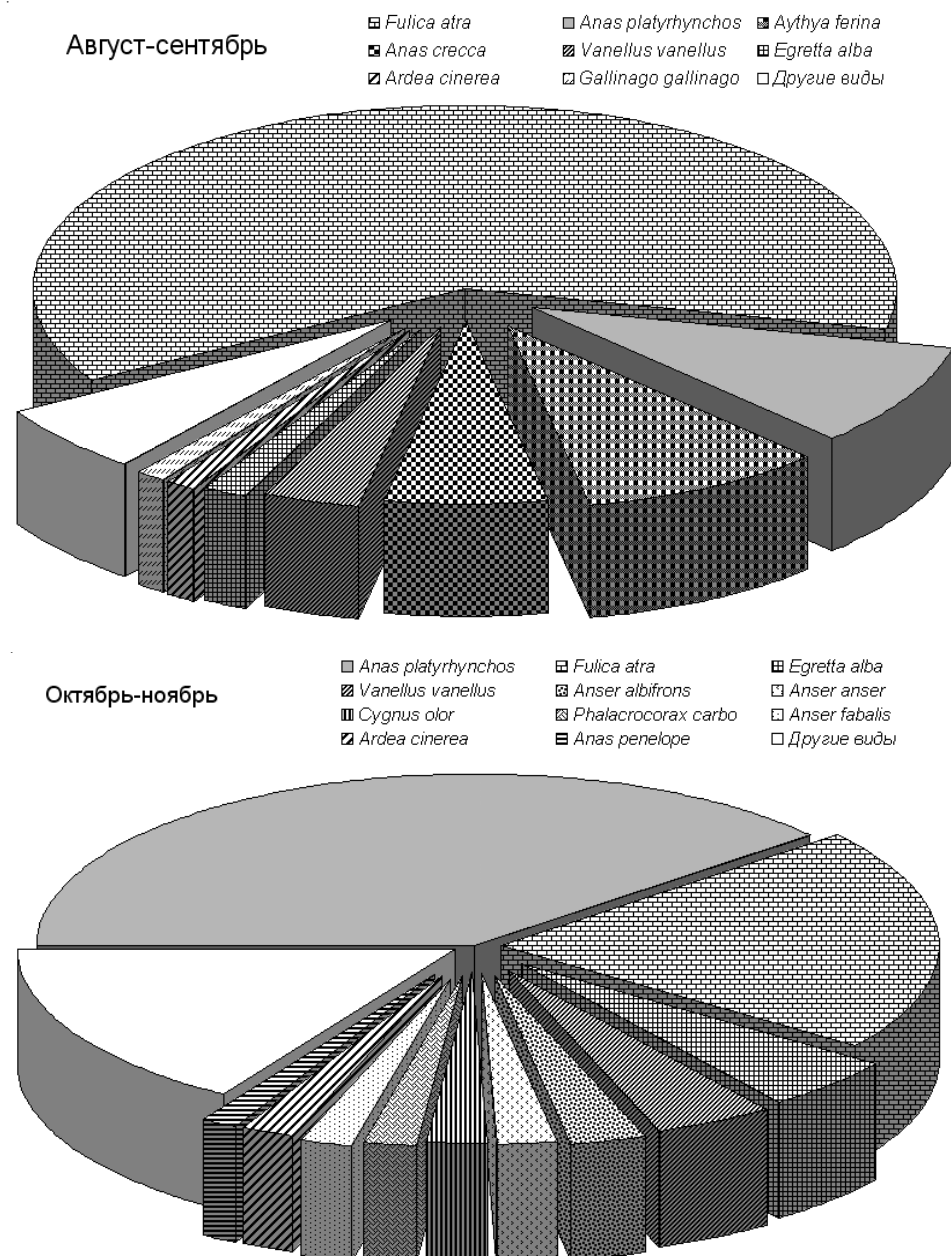 Август-сентябрь
Fulica atra Anas platyrhynchos Aythya ferina
Anas crecca Vanellus vanellus Egretta alba
Ardea cinerea Gallinago gallinago Другие виды
Октябрь-ноябрь
Anas platyrhynchos Fulica atra Egretta alba
Vanellus vanellus Anser albifrons Anser anser
Cygnus olor Phalacrocorax carbo Anser fabalis
Ardea cinerea Anas penelope Другие виды